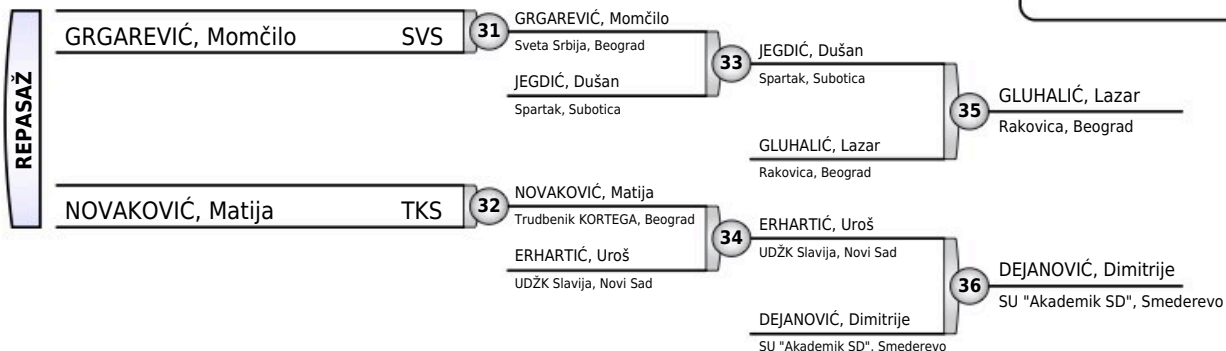 REPASAŽ
GRGAREVIĆ, Momčilo SVS
31
GRGAREVIĆ, Momčilo
Sveta Srbija, Beograd
JEGDIĆ, Dušan
Spartak, Subotica
33
JEGDIĆ, Dušan
Spartak, Subotica
GLUHALIĆ, Lazar
Rakovica, Beograd
35
GLUHALIĆ, Lazar
Rakovica, Beograd
NOVAKOVIĆ, Matija TKS
32
NOVAKOVIĆ, Matija
Trudbenik KORTEGA, Beograd
ERHARTIĆ, Uroš
UDŽK Slavija, Novi Sad
34
ERHARTIĆ, Uroš
UDŽK Slavija, Novi Sad
DEJANOVIĆ, Dimitrije
SU "Akademik SD", Smederevo
36
DEJANOVIĆ, Dimitrije
SU "Akademik SD", Smederevo